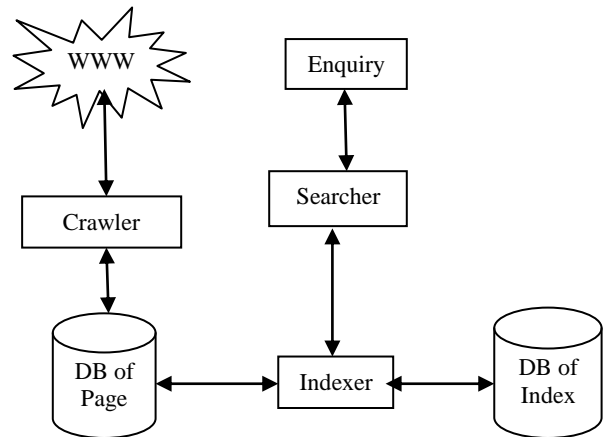 WWW
Enquiry
Crawler
Searcher
DB of
Page
Indexer
DB of
Index